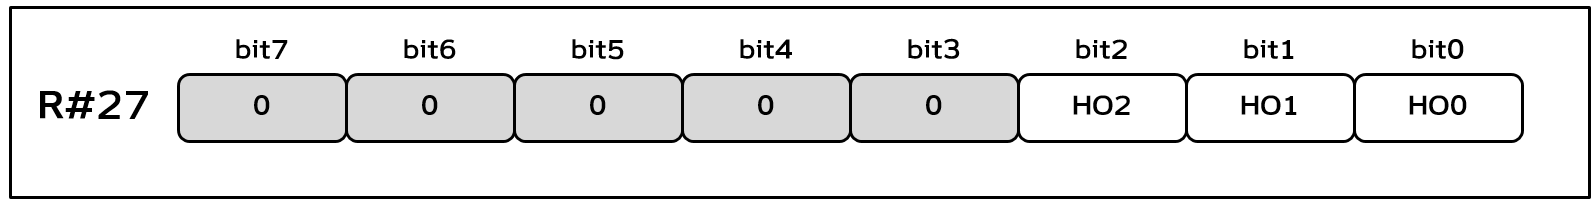 bit7 bit6 bit5 bit4 bit3 bit2 bit1 bit0
R#27 0 0 0 0 0 HO2 HO1 HO0